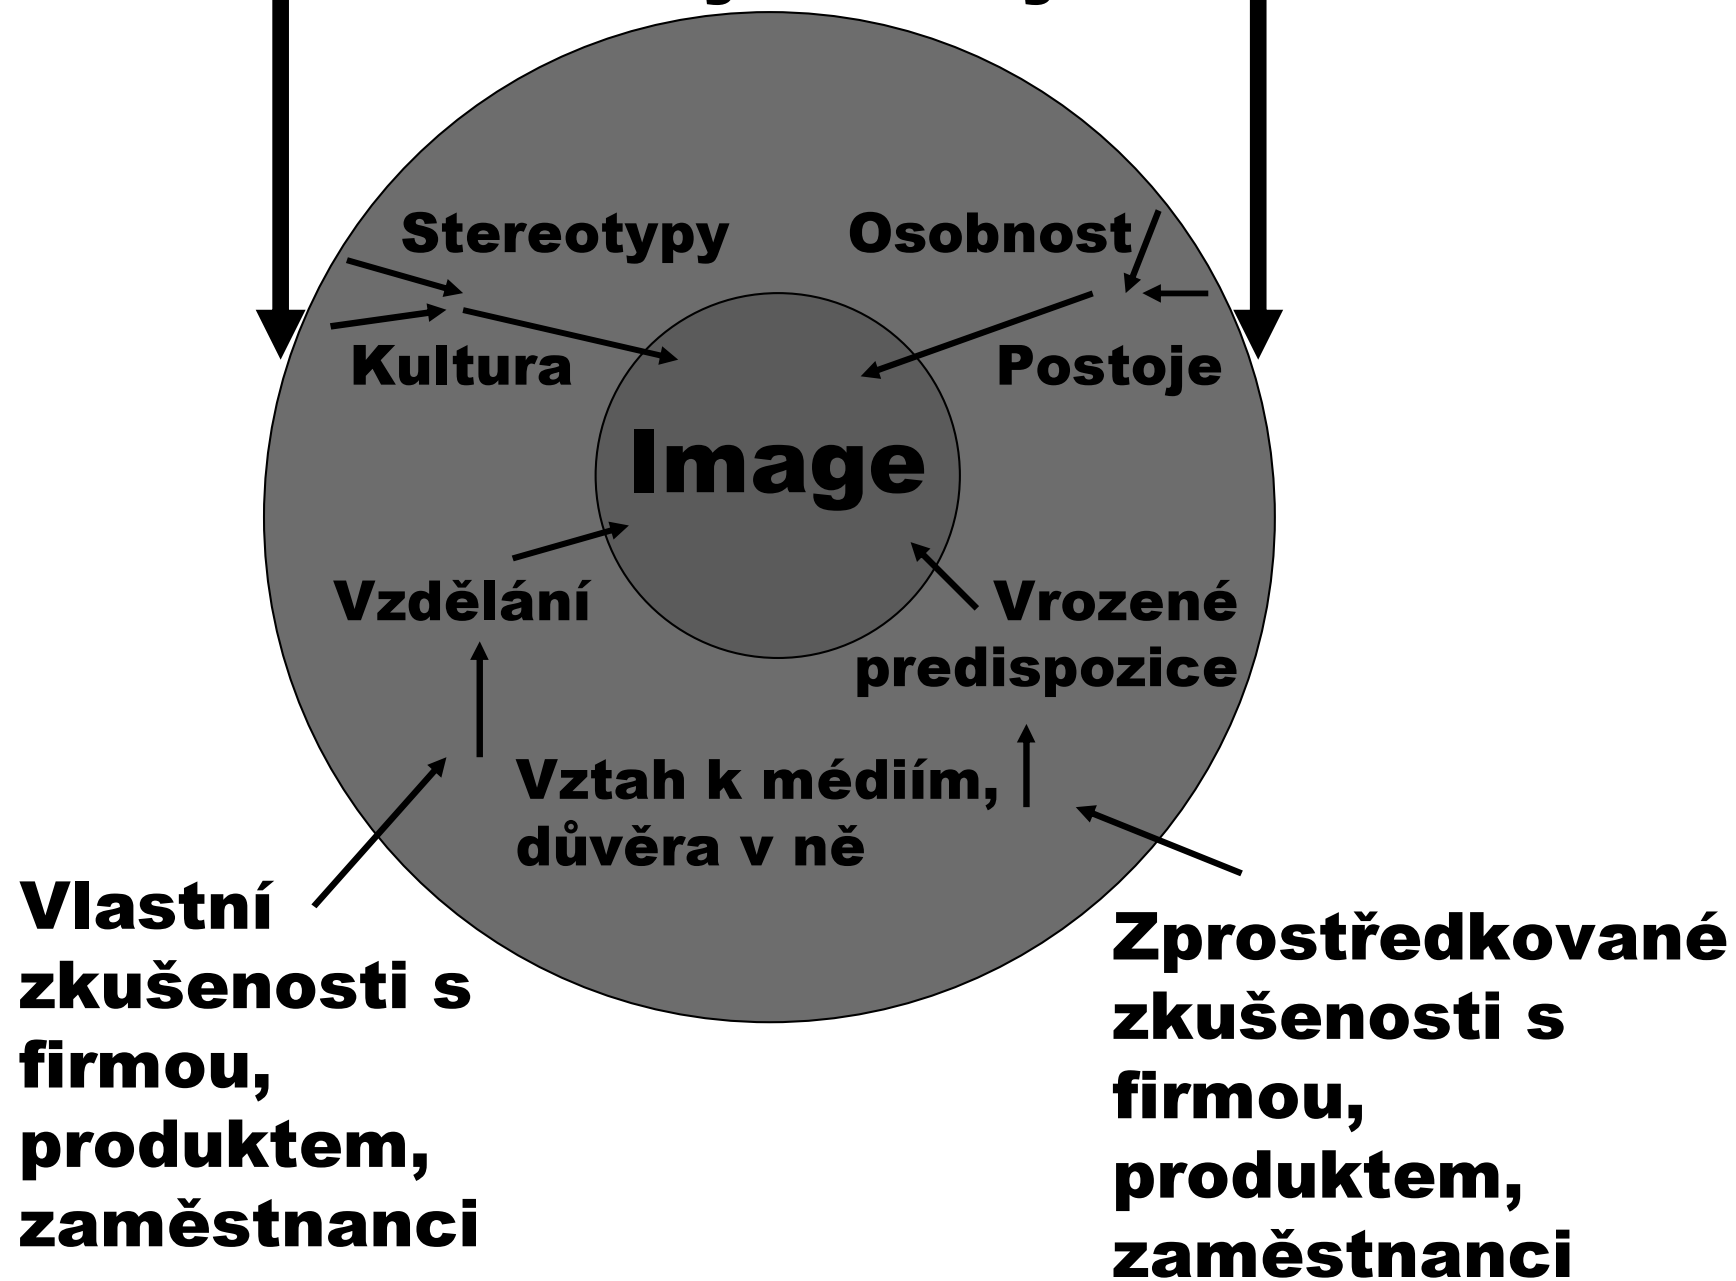 Stereotypy
Osobnost
Kultura
Postoje
Image
Vzdělání
Vrozené
predispozice
Vztah k médiím,
důvěra v ně
Vlastní
zkušenosti s
firmou,
produktem,
zaměstnanci
Zprostředkované
zkušenosti s
firmou,
produktem,
zaměstnanci